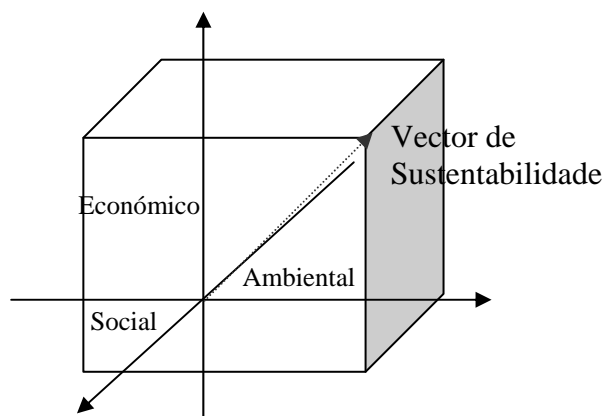 Vector de
Sustentabilidade
Económico
Ambiental
Social